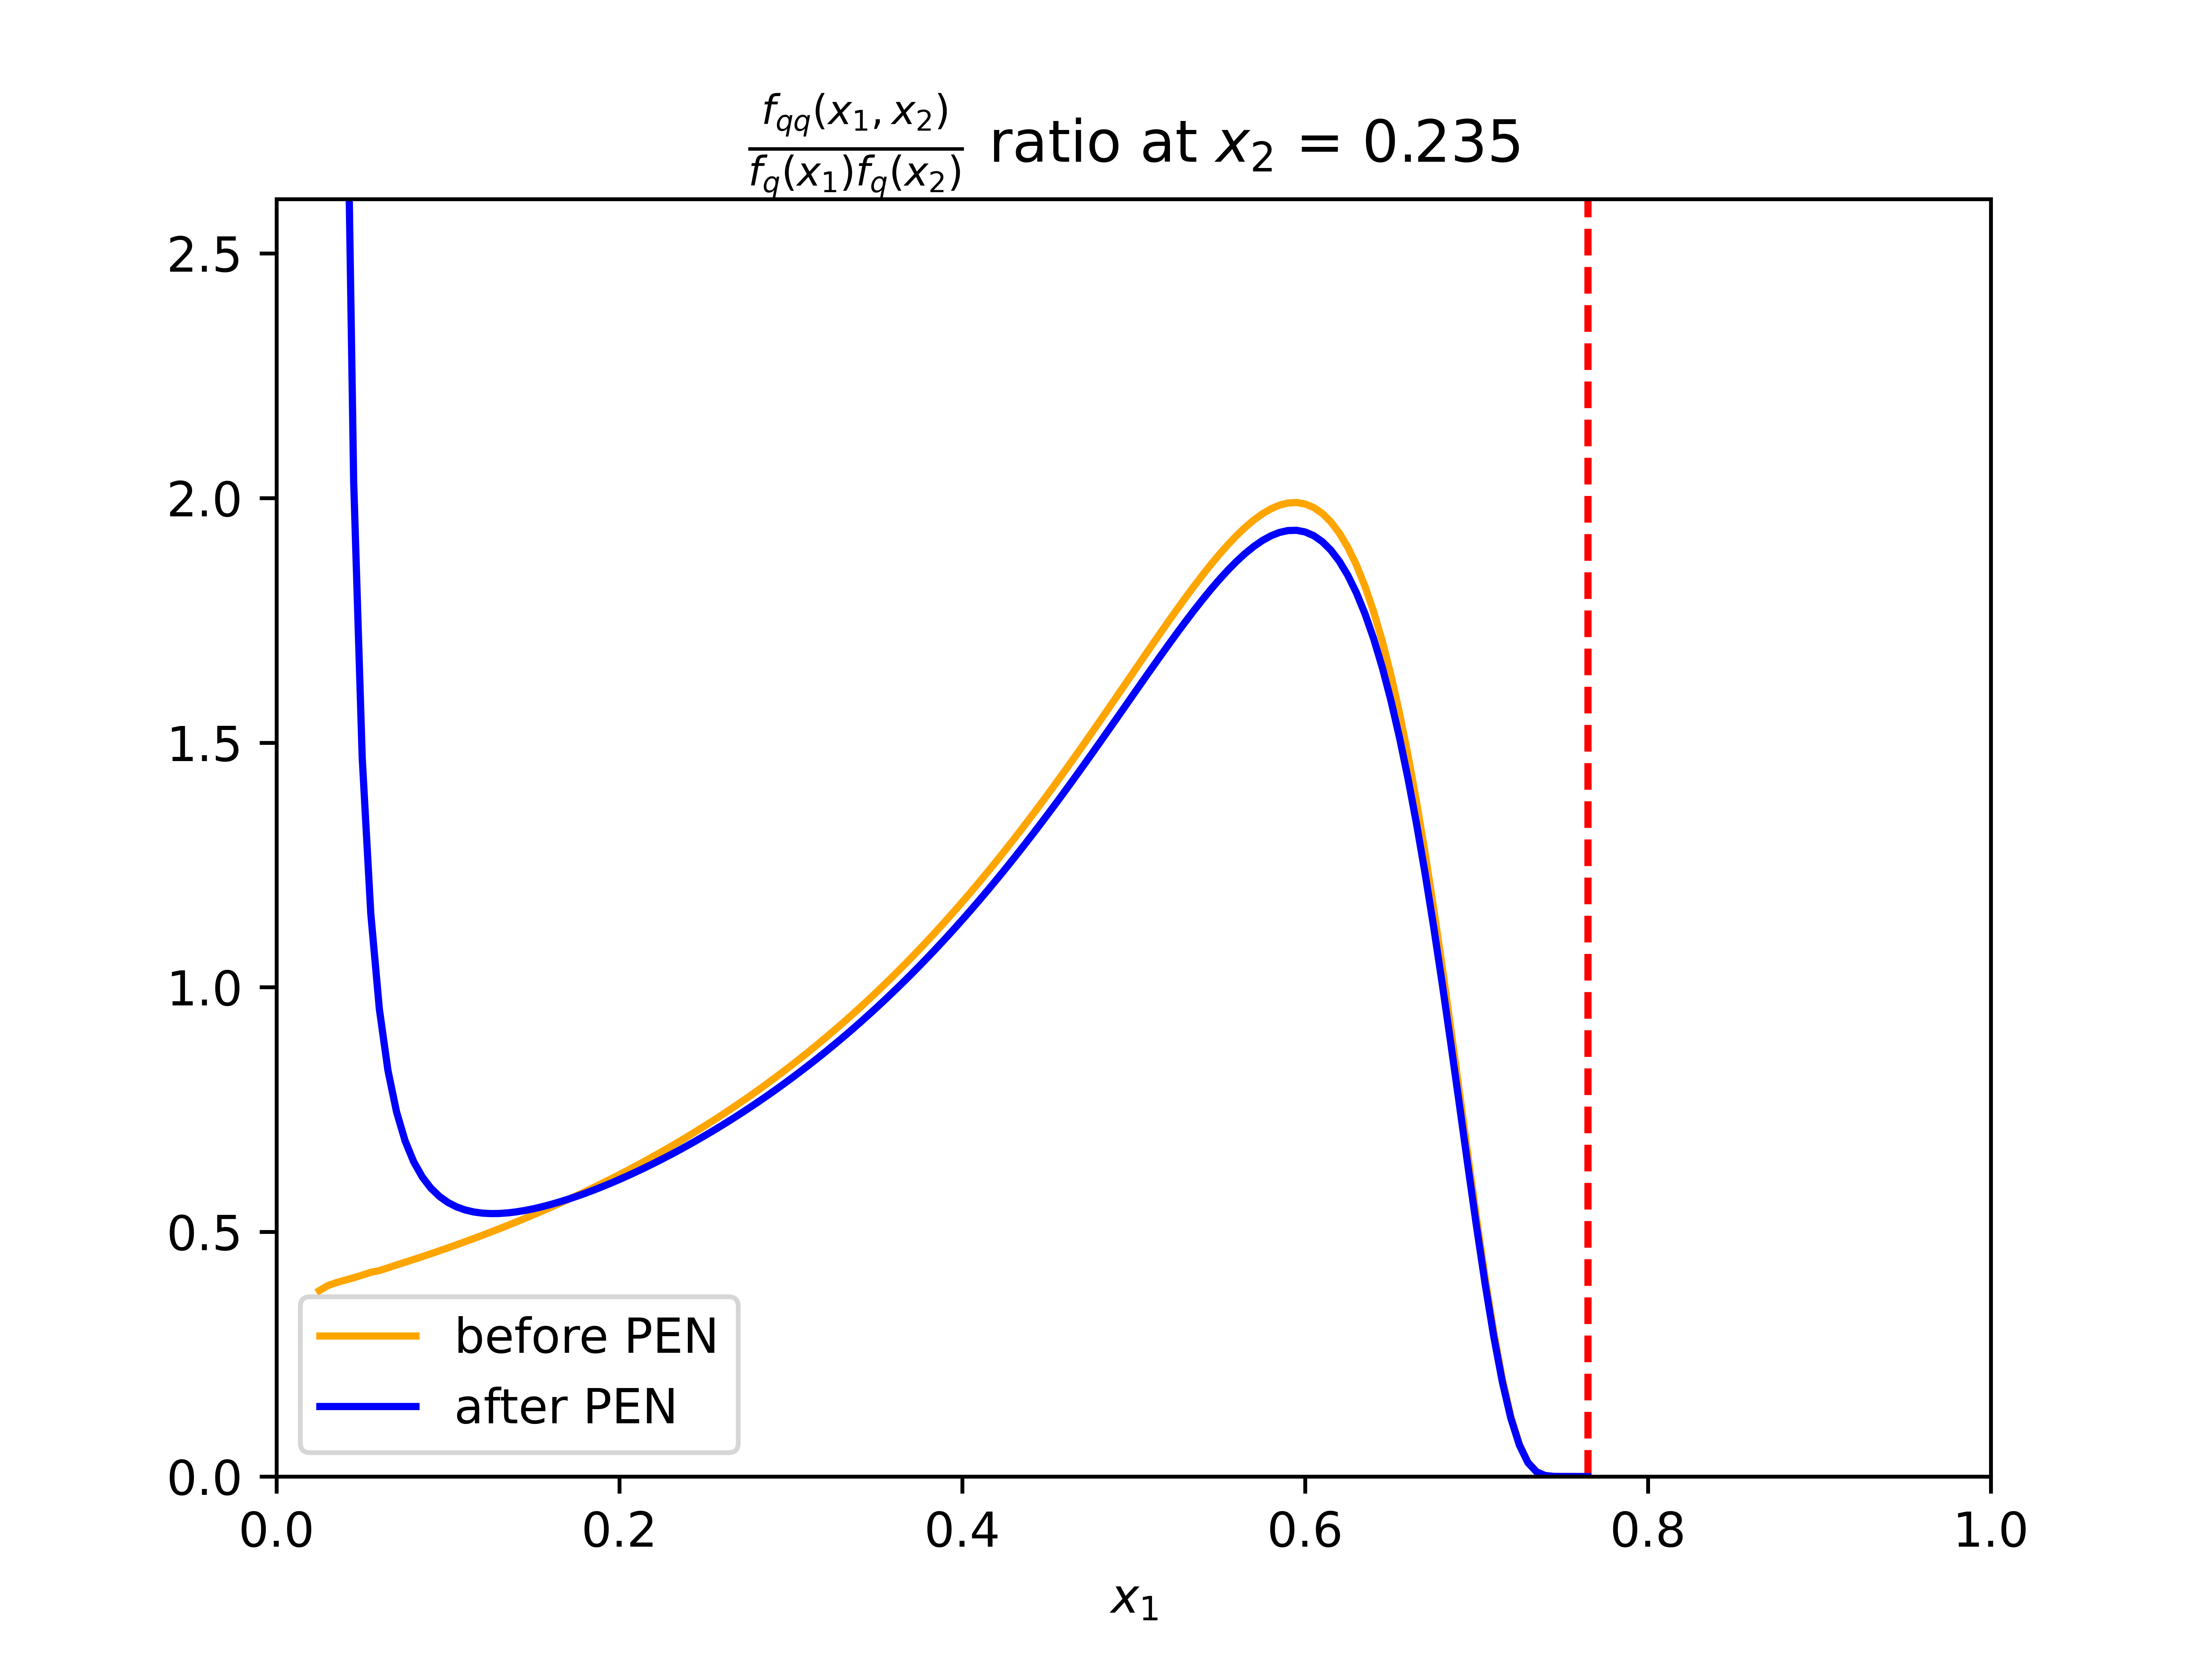 f_{qq}(x_1, x_2)
f_q(x_1)f_q(x_2) ratio at x_2 = 0.235
2.5
2.0
1.5
1.0
0.5
0.0
before PEN
after PEN
0.0 0.2 0.4 0.6 0.8 1.0
x_1